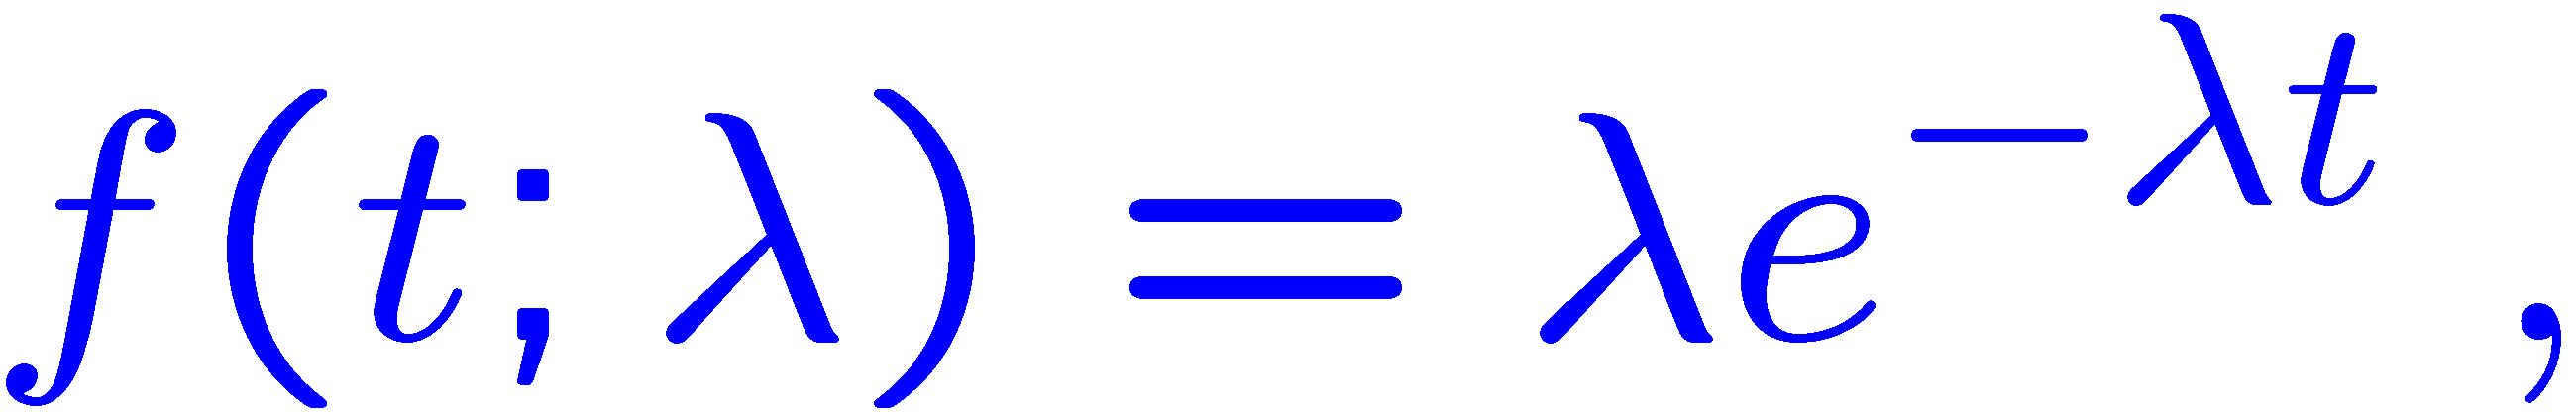 f(t; λ) = λe^{−λt} ,